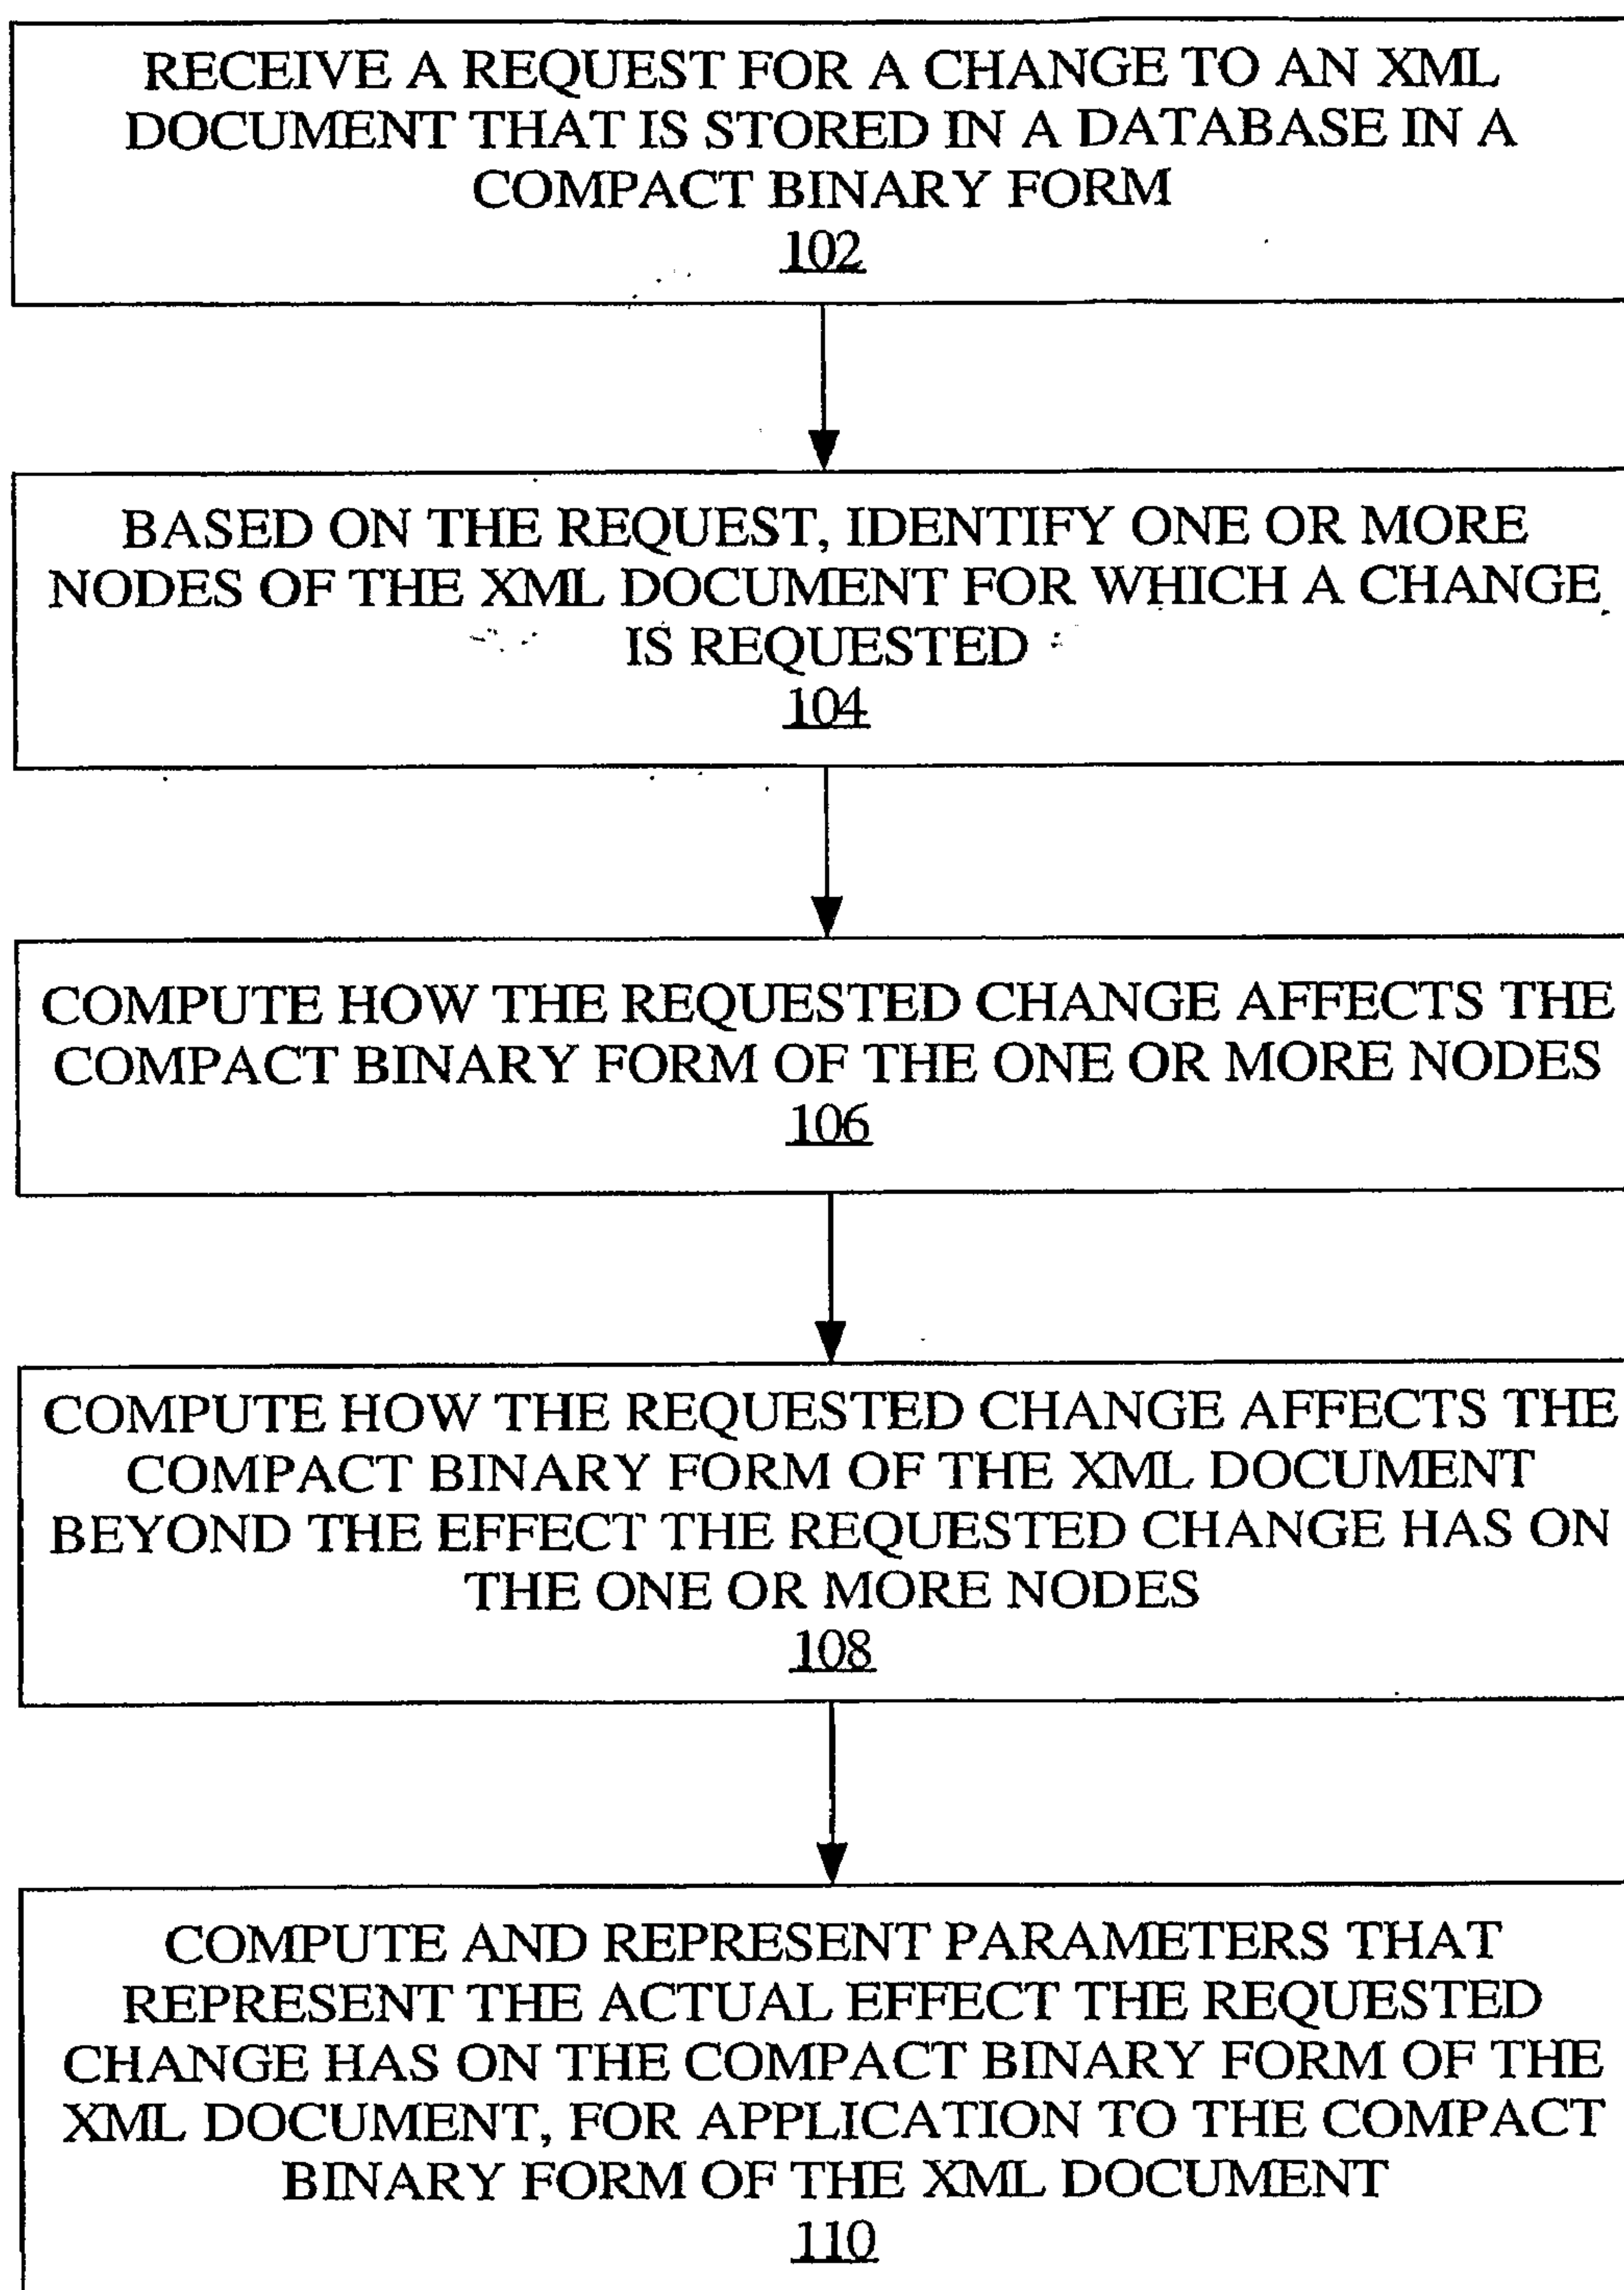 RECEIVE A REQUEST FOR A CHANGE TO AN XML
DOCUMENT THAT IS STORED IN A DATABASE IN A
COMPACT BINARY FORM
102
BASED ON THE REQUEST, IDENTIFY ONE OR MORE
NODES OF THE XML DOCUMENT FOR WHICH A CHANGE
IS REQUESTED
104
COMPUTE HOW THE REQUESTED CHANGE AFFECTS THE
COMPACT BINARY FORM OF THE ONE OR MORE NODES
106
COMPUTE HOW THE REQUESTED CHANGE AFFECTS THE
COMPACT BINARY FORM OF THE XML DOCUMENT
BEYOND THE EFFECT THE REQUESTED CHANGE HAS ON
THE ONE OR MORE NODES
108
COMPUTE AND REPRESENT PARAMETERS THAT
REPRESENT THE ACTUAL EFFECT THE REQUESTED
CHANGE HAS ON THE COMPACT BINARY FORM OF THE
XML DOCUMENT, FOR APPLICATION TO THE COMPACT
BINARY FORM OF THE XML DOCUMENT
110